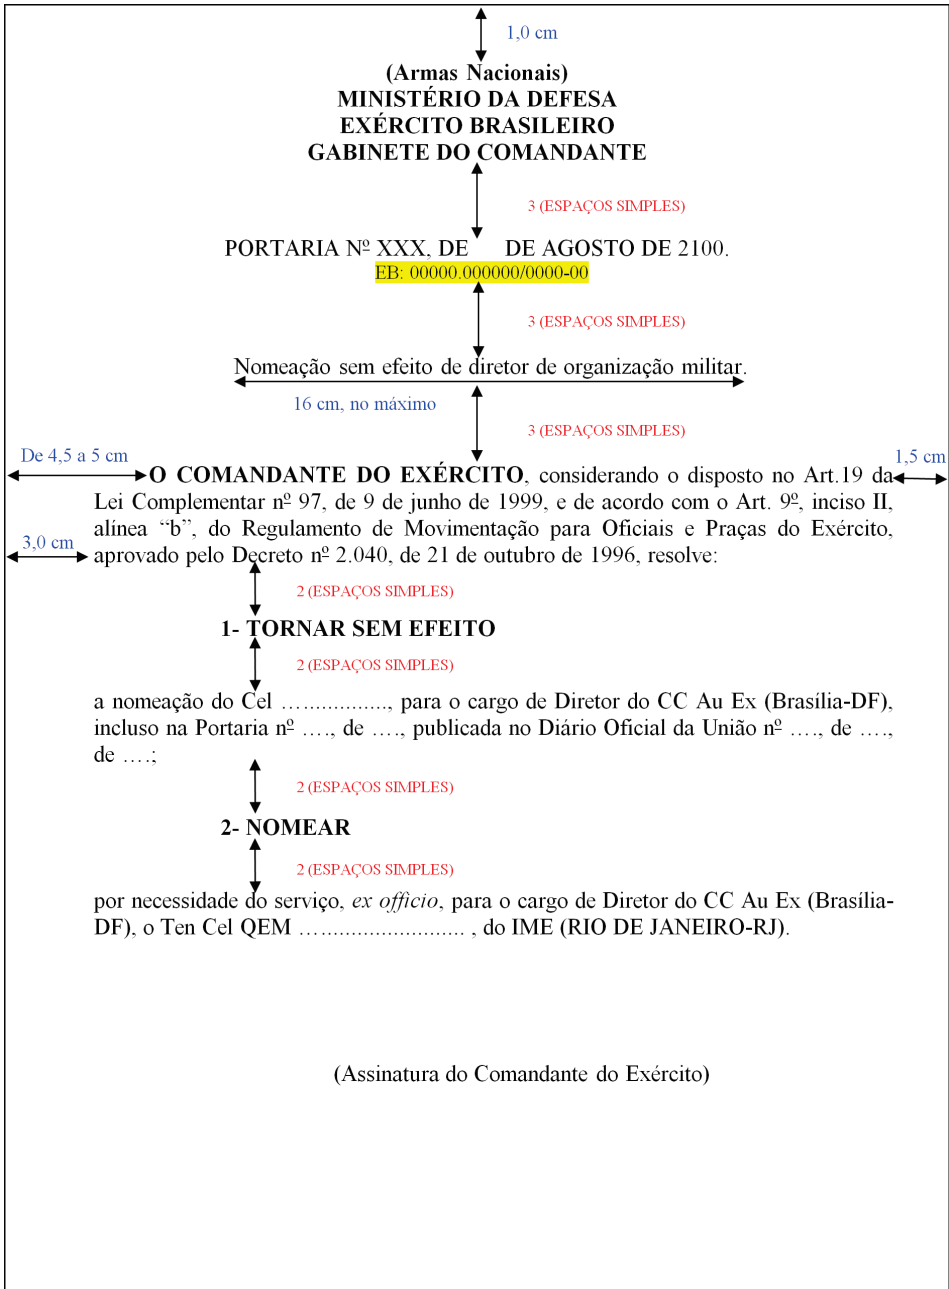 1,0 cm
(Armas Nacionais)
MINISTÉRIO DA DEFESA
EXÉRCITO BRASILEIRO
GABINETE DO COMANDANTE
3 (ESPAÇOS SIMPLES)
PORTARIA Nº XXX, DE DE AGOSTO DE 2100.
EB: 00000.000000/0000-00
3 (ESPAÇOS SIMPLES)
Nomeação sem efeito de diretor de organização militar.
16 cm, no máximo
3 (ESPAÇOS SIMPLES)
De 4,5 a 5 cm
1,5 cm
O COMANDANTE DO EXÉRCITO, considerando o disposto no Art.19 da
Lei Complementar nº 97, de 9 de junho de 1999, e de acordo com o Art. 9º, inciso II,
alínea “b”, do Regulamento de Movimentação para Oficiais e Praças do Exército,
3,0 cm
aprovado pelo Decreto nº 2.040, de 21 de outubro de 1996, resolve:
2 (ESPAÇOS SIMPLES)
1- TORNAR SEM EFEITO
2 (ESPAÇOS SIMPLES)
a nomeação do Cel …..............., para o cargo de Diretor do CC Au Ex (Brasília-DF),
incluso na Portaria nº …., de …., publicada no Diário Oficial da União nº …., de ….,
de ….;
2 (ESPAÇOS SIMPLES)
2- NOMEAR
2 (ESPAÇOS SIMPLES)
por necessidade do serviço, ex officio, para o cargo de Diretor do CC Au Ex (Brasília-
DF), o Ten Cel QEM …........................ , do IME (RIO DE JANEIRO-RJ).
(Assinatura do Comandante do Exército)